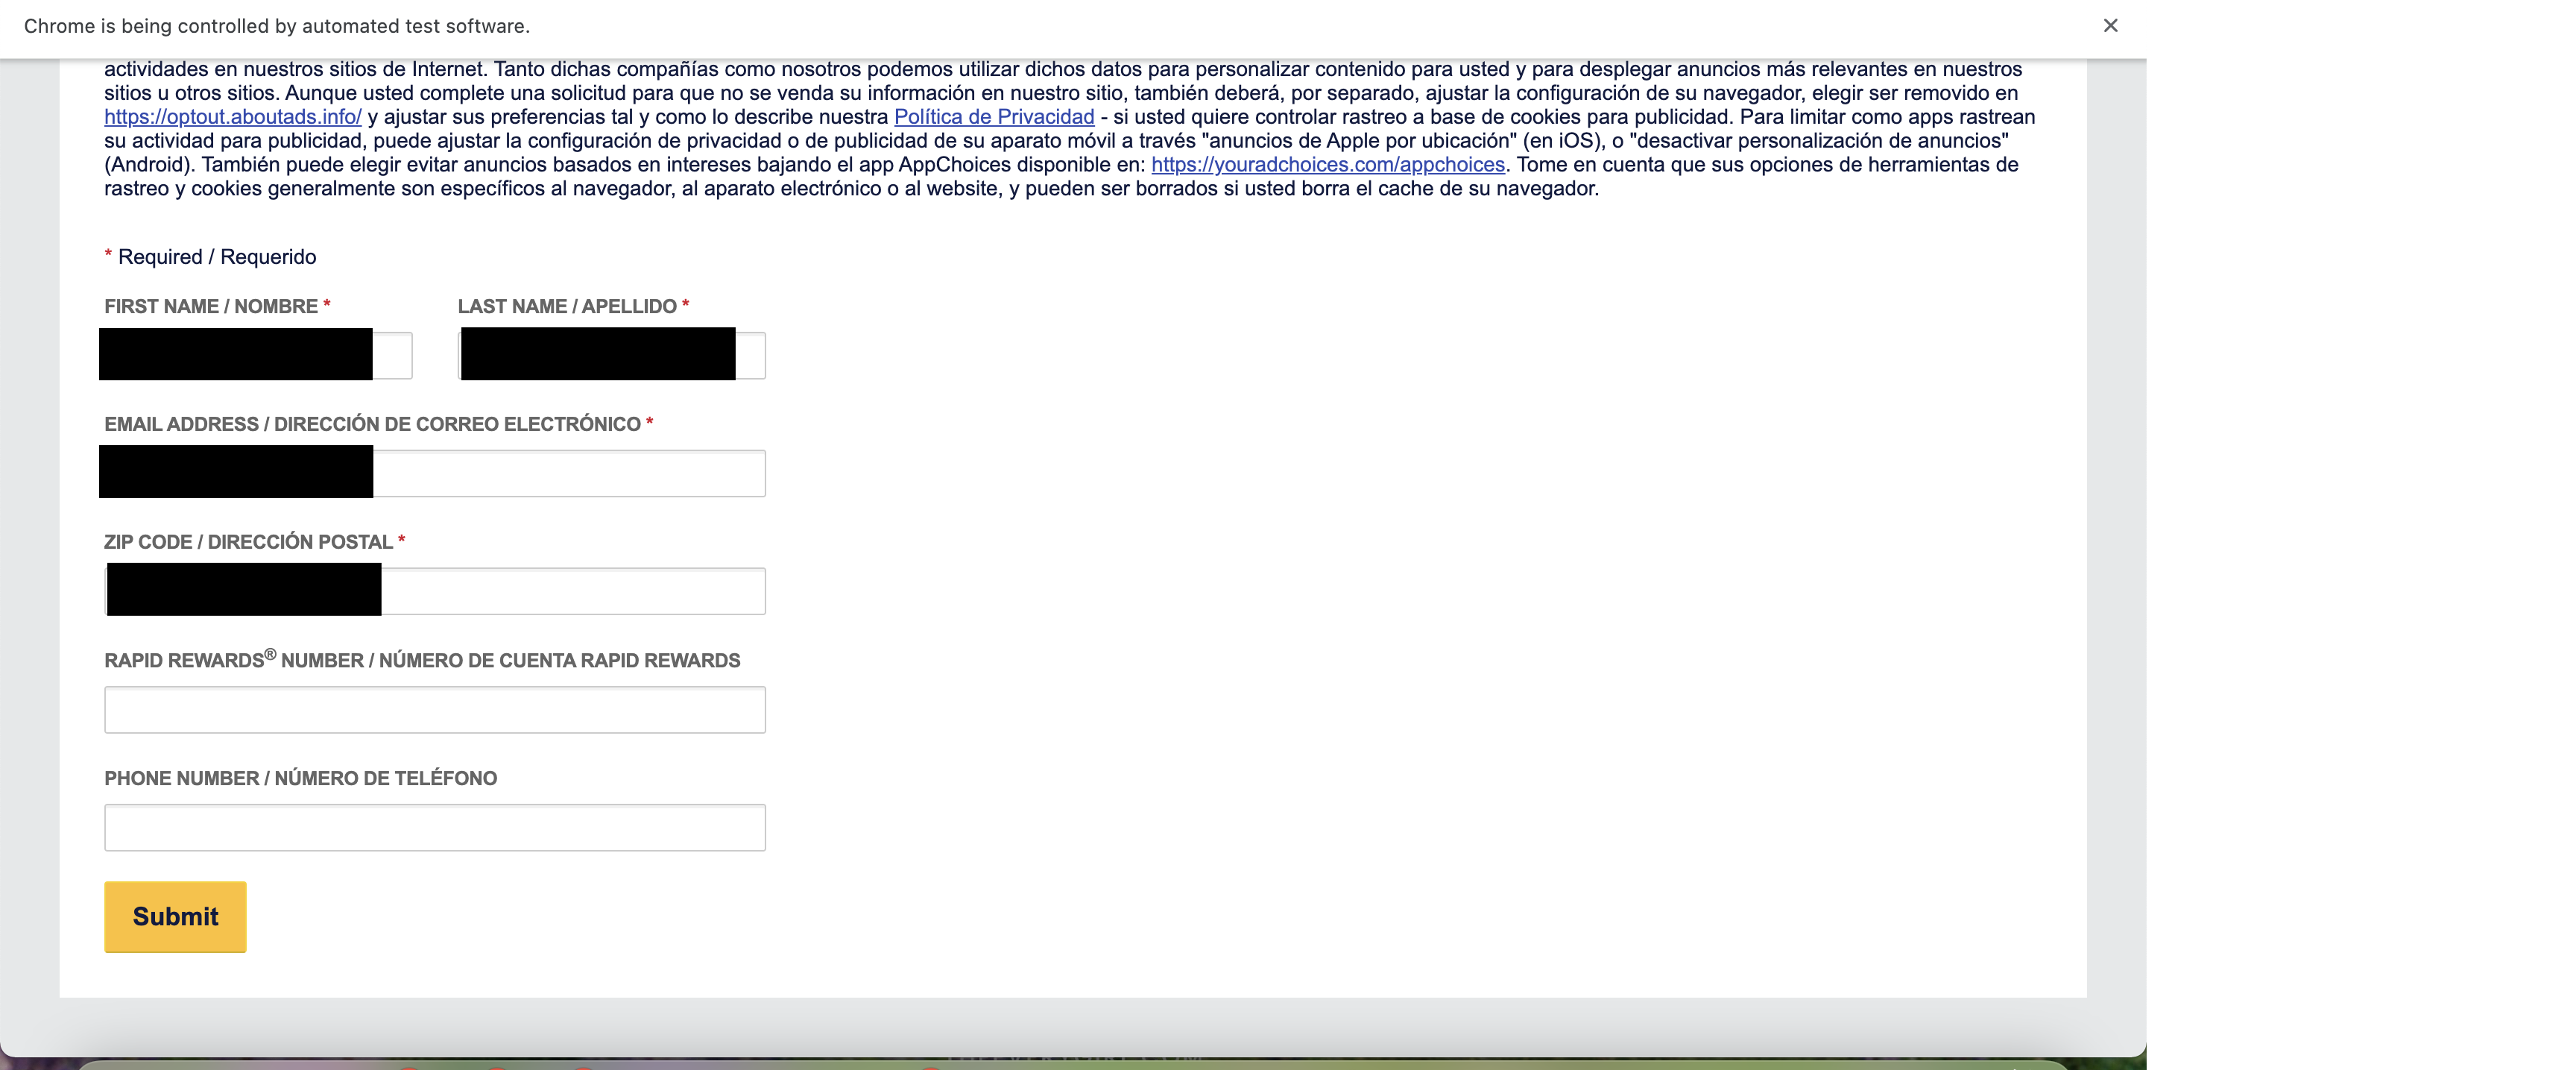 Chrome is being controlled by automated test software.
actividades en nuestros sitios de Internet. Tanto dichas compañías como nosotros podemos utilizar dichos datos para personalizar contenido para usted y para desplegar anuncios más relevantes en nuestros
sitios u otros sitios. Aunque usted complete una solicitud para que no se venda su información en nuestro sitio, también deberá, por separado, ajustar la configuración de su navegador, elegir ser removido en
https://optout.aboutads.info/ y ajustar sus preferencias tal y como lo describe nuestra Política de Privacidad - si usted quiere controlar rastreo a base de cookies para publicidad. Para limitar como apps rastrean
su actividad para publicidad, puede ajustar la configuración de privacidad o de publicidad de su aparato móvil a través "anuncios de Apple por ubicación" (en iOS), o "desactivar personalización de anuncios"
(Android). También puede elegir evitar anuncios basados en intereses bajando el app AppChoices disponible en: https://youradchoices.com/appchoices. Tome en cuenta que sus opciones de herramientas de
rastreo y cookies generalmente son específicos al navegador, al aparato electrónico o al website, y pueden ser borrados si usted borra el cache de su navegador.
* Required / Requerido
FIRST NAME / NOMBRE * LAST NAME / APELLIDO *
EMAIL ADDRESS / DIRECCIÓN DE CORREO ELECTRÓNICO *
ZIP CODE / DIRECCIÓN POSTAL *
RAPID REWARDS® NUMBER / NÚMERO DE CUENTA RAPID REWARDS
PHONE NUMBER / NÚMERO DE TELÉFONO
Submit